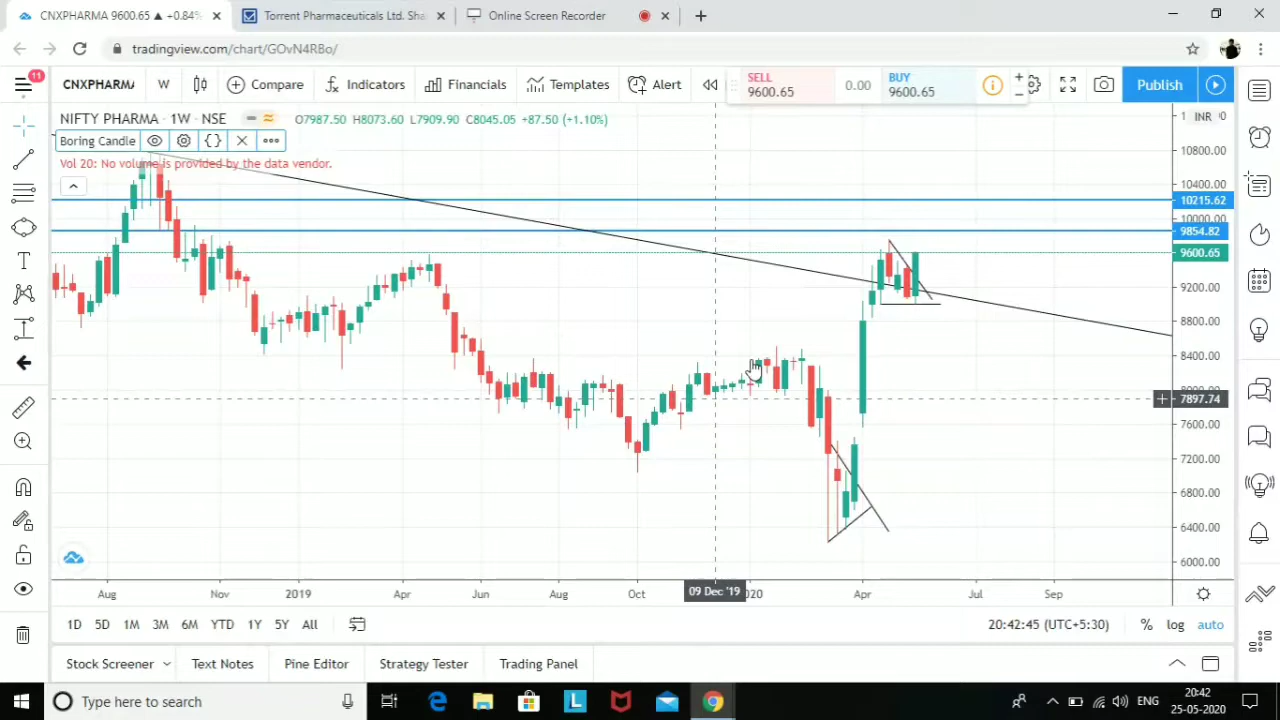 CNXPHARMA 9600.65 ▲ +0.84%
Torrent Pharmaceuticals Ltd. Sha
Online Screen Recorder
tradingview.com/chart/GOvN4RBo/
11
CNXPHARMA
W
Compare
Indicators
Financials
Templates
Alert
SELL
9600.65
0.00
BUY
9600.65
Publish
NIFTY PHARMA · 1W · NSE
O7987.50 H8073.60 L7909.90 C8045.05 +87.50 (+1.10%)
INR
Boring Candle
Vol 20: No volume is provided by the data vendor.
10800.00
10400.00
10215.62
10000.00
9854.82
9600.65
9200.00
8800.00
8400.00
8000.00
7897.74
7600.00
7200.00
6800.00
6400.00
6000.00
Aug
Nov
2019
Apr
Jun
Aug
Oct
09 Dec '19
020
Apr
Jul
Sep
1D 5D 1M 3M 6M YTD 1Y 5Y All
20:42:45 (UTC+5:30)
% log auto
Stock Screener
Text Notes
Pine Editor
Strategy Tester
Trading Panel
Type here to search
ENG
20:42
25-05-2020